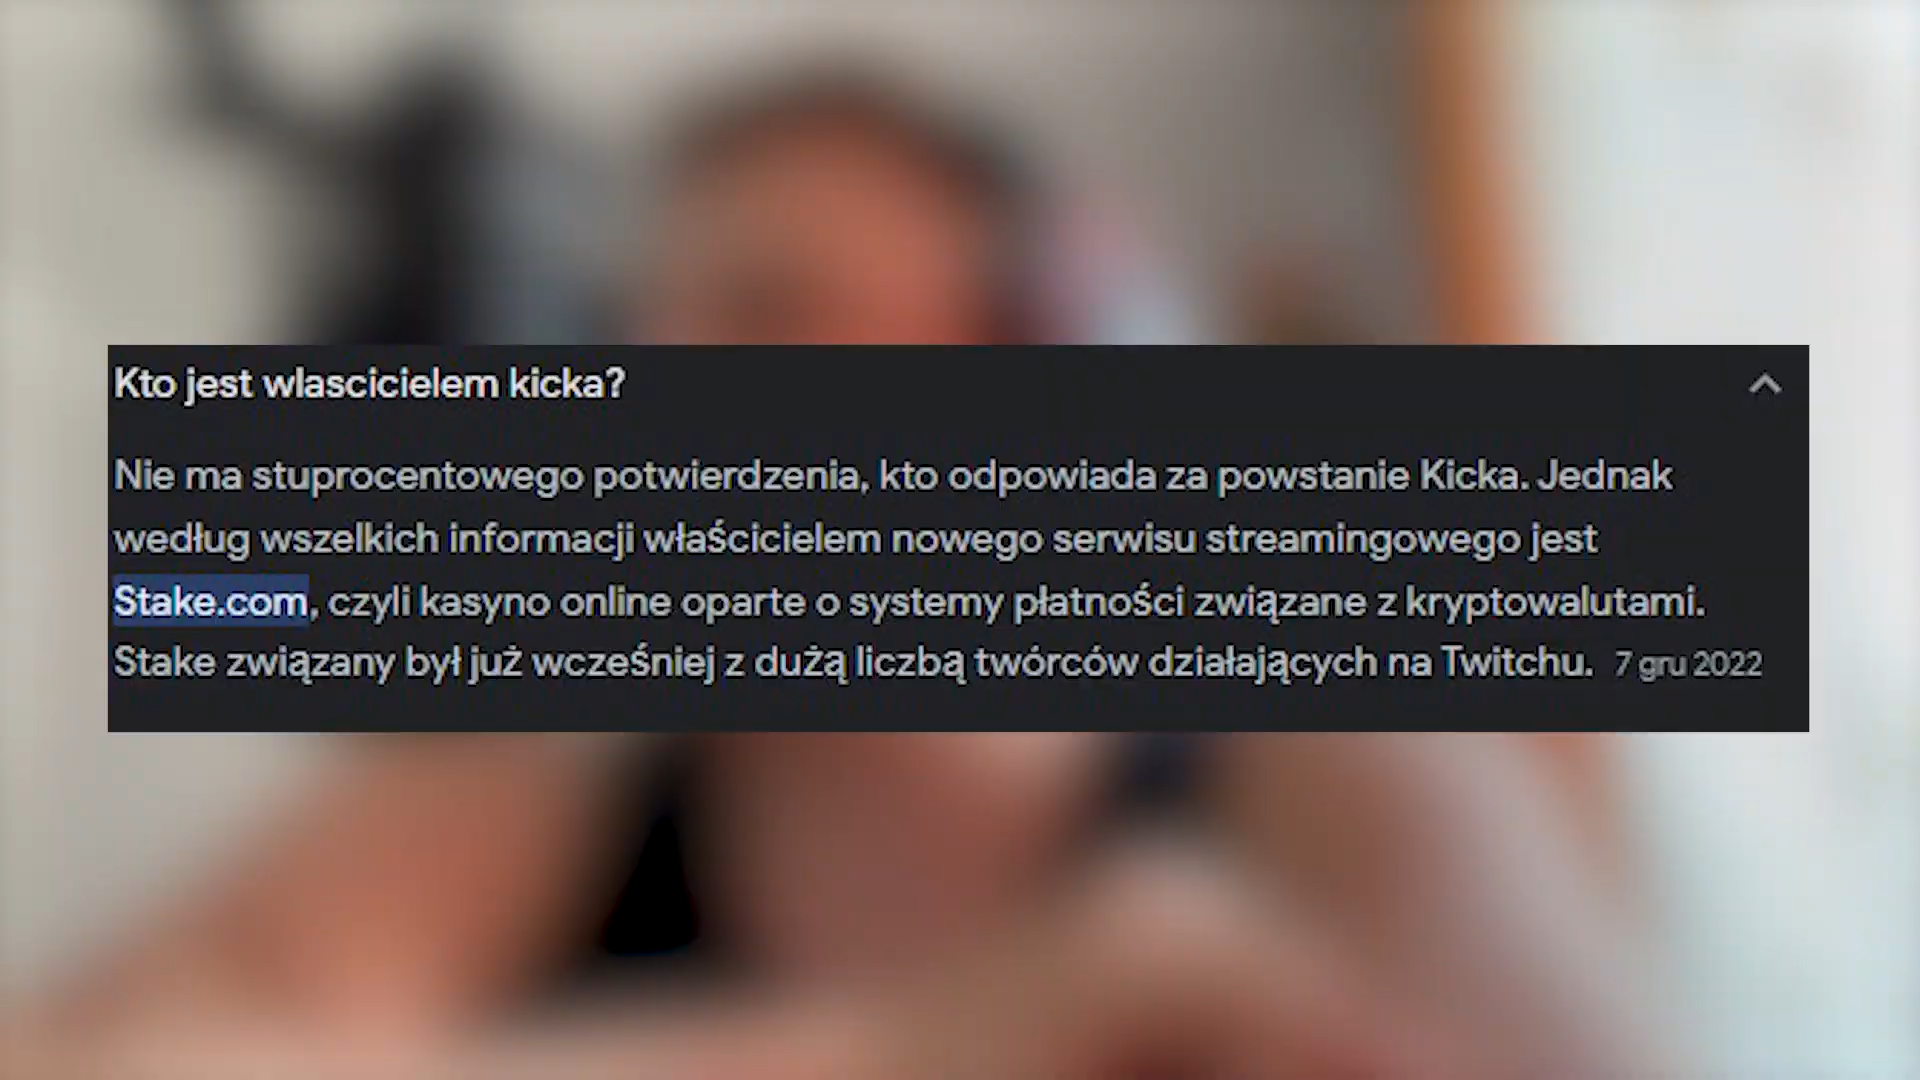 Kto jest wlascicielem kicka?
Nie ma stuprocentowego potwierdzenia, kto odpowiada za powstanie Kicka. Jednak
według wszelkich informacji właścicielem nowego serwisu streamingowego jest
Stake.com, czyli kasyno online oparte o systemy płatności związane z kryptowalutami.
Stake związany był już wcześniej z dużą liczbą twórców działających na Twitchu. 7 gru 2022